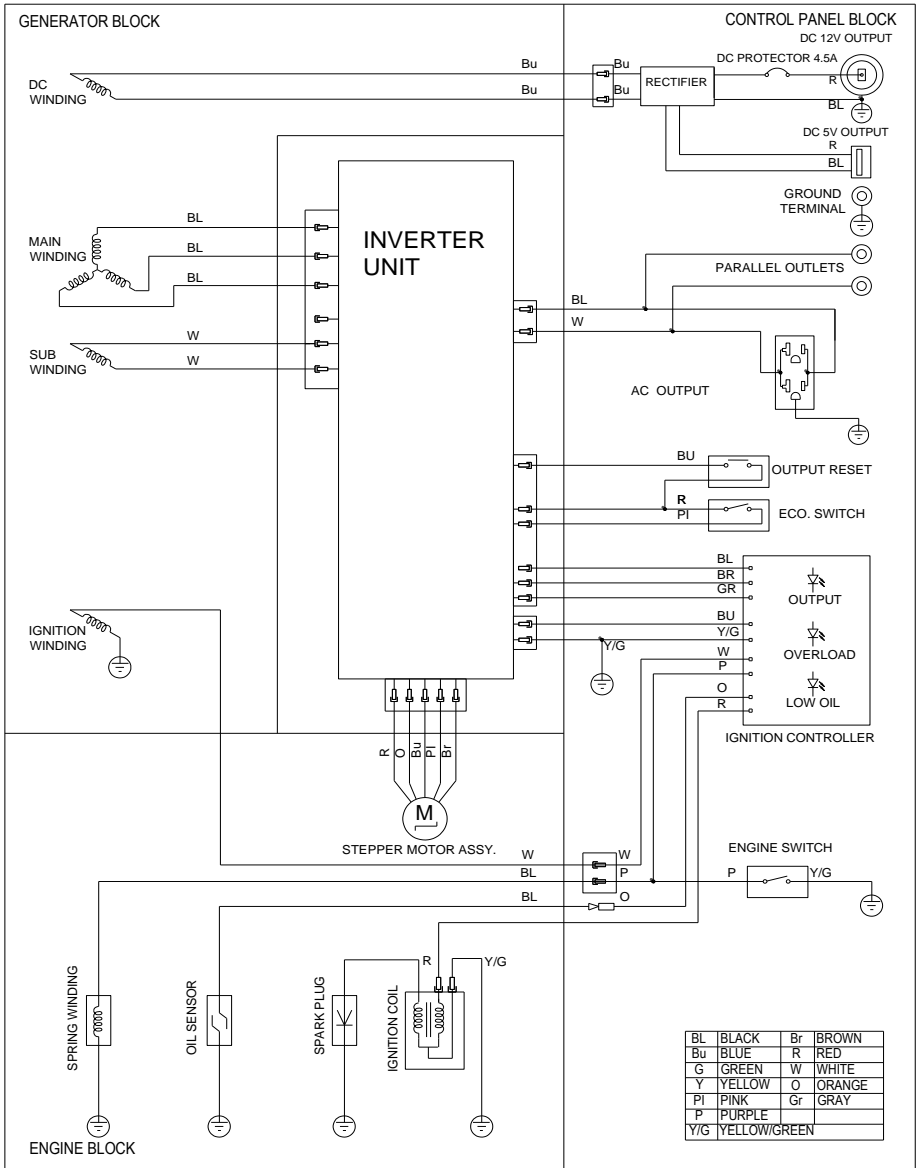 GENERATOR BLOCK
CONTROL PANEL BLOCK
DC 12V OUTPUT
DC PROTECTOR 4.5A
Bu
Bu
Bu
Bu
RECTIFIER
R
BL
DC
WINDING
DC 5V OUTPUT
R
BL
GROUND
TERMINAL
PARALLEL OUTLETS
BL
BL
BL
MAIN
WINDING
INVERTER
UNIT
BL
W
W
W
SUB
WINDING
AC OUTPUT
BU
OUTPUT RESET
R
PI
ECO. SWITCH
BL
BR
GR
OUTPUT
BU
Y/G
Y/G
OVERLOAD
W
P
O
R
LOW OIL
IGNITION CONTROLLER
IGNITION
WINDING
R
O
Bu
PI
Br
M
STEPPER MOTOR ASSY.
W
W
BL
P
BL
O
ENGINE SWITCH
P
Y/G
R
Y/G
SPRING WINDING
OIL SENSOR
SPARK PLUG
IGNITION COIL
BL BLACK Br BROWN
Bu BLUE R RED
G GREEN W WHITE
Y YELLOW O ORANGE
PI PINK Gr GRAY
P PURPLE
Y/G YELLOW/GREEN
ENGINE BLOCK